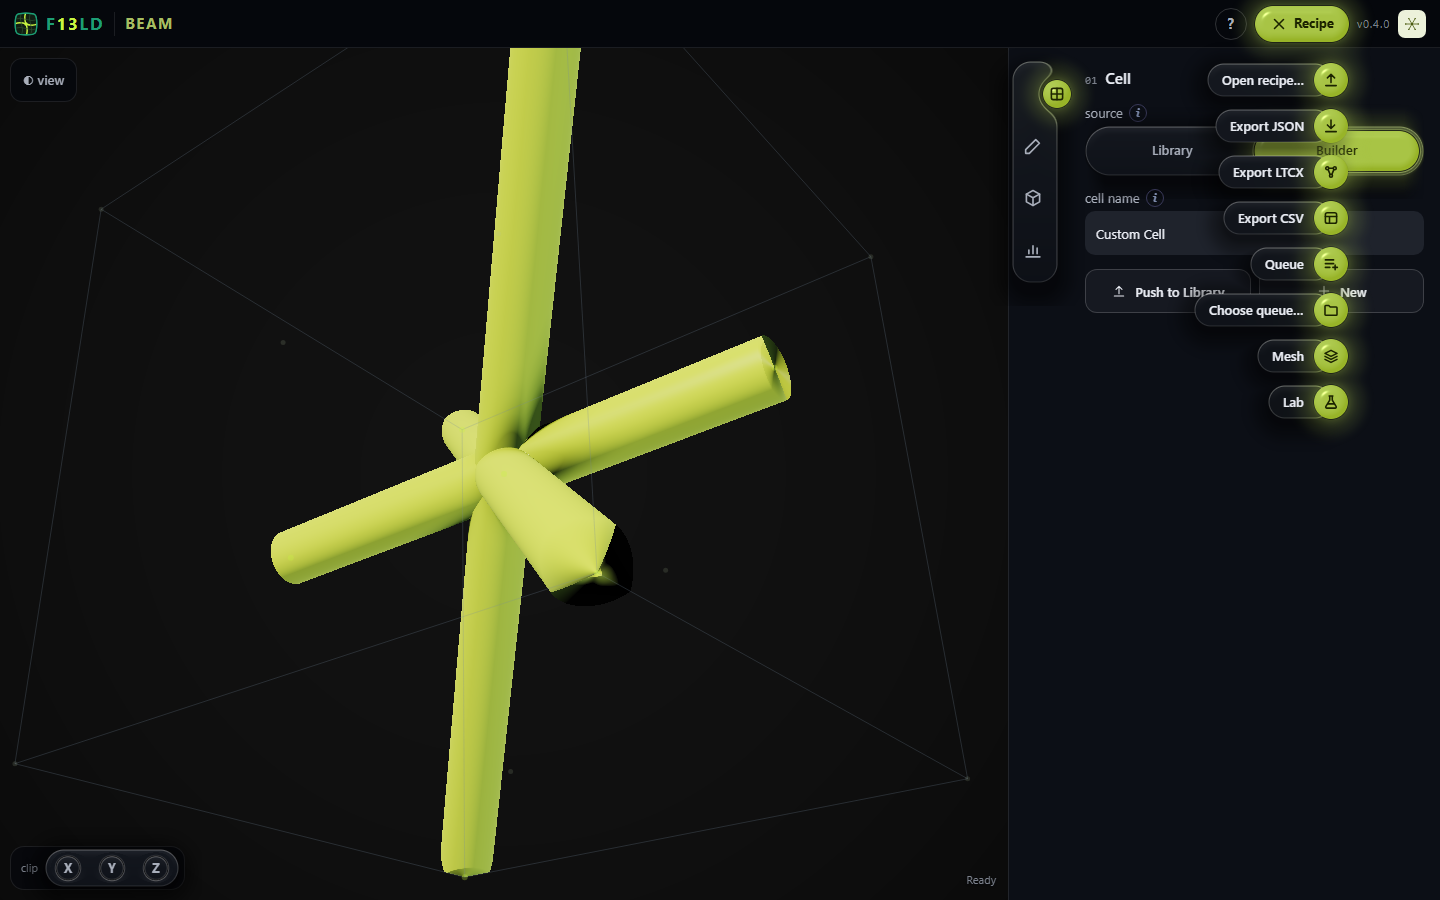 F13LD BEAM
? Recipe v0.4.0
view
01 Cell
Open recipe...
source i
Export JSON
Library Builder
Export LTCX
cell name i
Export CSV
Custom Cell
Queue
Push to Library New
Choose queue...
Mesh
Lab
clip X Y Z
Ready